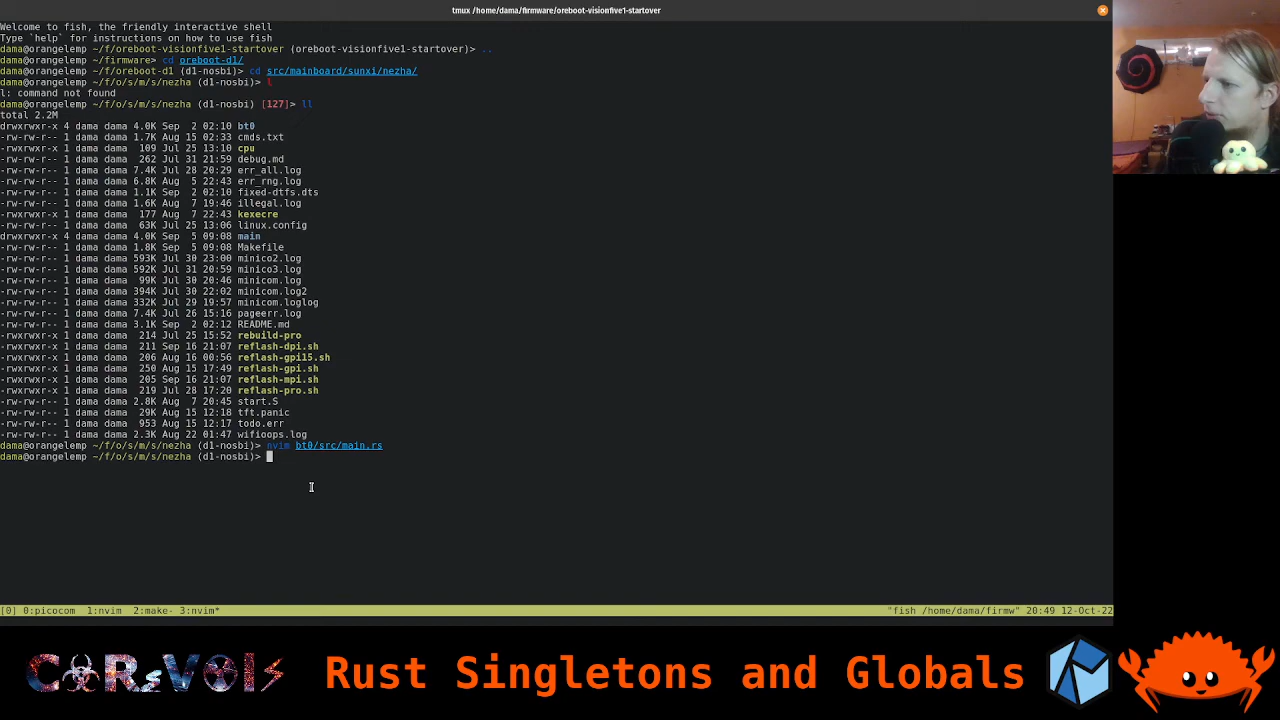 tmux /home/dama/firmware/oreboot-visionfive1-startover
Welcome to fish, the friendly interactive shell
Type `help` for instructions on how to use fish
dama@orangelemp ~/f/oreboot-visionfive1-startover (oreboot-visionfive1-startover)> ..
dama@orangelemp ~/firmware> cd oreboot-d1/
dama@orangelemp ~/f/oreboot-d1 (d1-nosbi)> cd src/mainboard/sunxi/nezha/
dama@orangelemp ~/f/o/s/m/s/nezha (d1-nosbi)> l
l: command not found
dama@orangelemp ~/f/o/s/m/s/nezha (d1-nosbi) [127]> ll
total 2.2M
drwxrwxr-x 4 dama dama 4.0K Sep  2 02:10 bt0
-rw-rw-r-- 1 dama dama 1.7K Aug 15 02:33 cmds.txt
-rwxrwxr-x 1 dama dama  109 Jul 25 13:10 cpu
-rw-rw-r-- 1 dama dama  262 Jul 31 21:59 debug.md
-rw-rw-r-- 1 dama dama 7.4K Jul 28 20:29 err_all.log
-rw-rw-r-- 1 dama dama 6.8K Aug  5 22:43 err_rng.log
-rw-rw-r-- 1 dama dama 1.1K Sep  2 02:10 fixed-dtfs.dts
-rw-rw-r-- 1 dama dama 1.6K Aug  7 19:46 illegal.log
-rwxrwxr-x 1 dama dama  177 Aug  7 22:43 kexecre
-rw-rw-r-- 1 dama dama  63K Jul 25 13:06 linux.config
drwxrwxr-x 4 dama dama 4.0K Sep  5 09:08 main
-rw-rw-r-- 1 dama dama 1.8K Sep  5 09:08 Makefile
-rw-rw-r-- 1 dama dama 593K Jul 30 23:00 minico2.log
-rw-rw-r-- 1 dama dama 592K Jul 31 20:59 minico3.log
-rw-rw-r-- 1 dama dama  99K Jul 30 20:46 minicom.log
-rw-rw-r-- 1 dama dama 394K Jul 30 22:02 minicom.log2
-rw-rw-r-- 1 dama dama 332K Jul 29 19:57 minicom.loglog
-rw-rw-r-- 1 dama dama 7.4K Jul 26 15:16 pageerr.log
-rw-rw-r-- 1 dama dama 3.1K Sep  2 02:12 README.md
-rwxrwxr-x 1 dama dama  214 Jul 25 15:52 rebuild-pro
-rwxrwxr-x 1 dama dama  211 Sep 16 21:07 reflash-dpi.sh
-rwxrwxr-x 1 dama dama  206 Aug 16 00:56 reflash-gpi15.sh
-rwxrwxr-x 1 dama dama  250 Aug 15 17:49 reflash-gpi.sh
-rwxrwxr-x 1 dama dama  205 Sep 16 21:07 reflash-mpi.sh
-rwxrwxr-x 1 dama dama  219 Jul 28 17:20 reflash-pro.sh
-rw-rw-r-- 1 dama dama 2.8K Aug  7 20:45 start.S
-rw-rw-r-- 1 dama dama  29K Aug 15 12:18 tft.panic
-rw-rw-r-- 1 dama dama  953 Aug 15 12:17 todo.err
-rw-rw-r-- 1 dama dama 2.3K Aug 22 01:47 wifioops.log
dama@orangelemp ~/f/o/s/m/s/nezha (d1-nosbi)> nvim bt0/src/main.rs
dama@orangelemp ~/f/o/s/m/s/nezha (d1-nosbi)>
[0] 0:picocom  1:nvim  2:make- 3:nvim* "fish /home/dama/firmw" 20:49 12-Oct-22
Rust Singletons and Globals